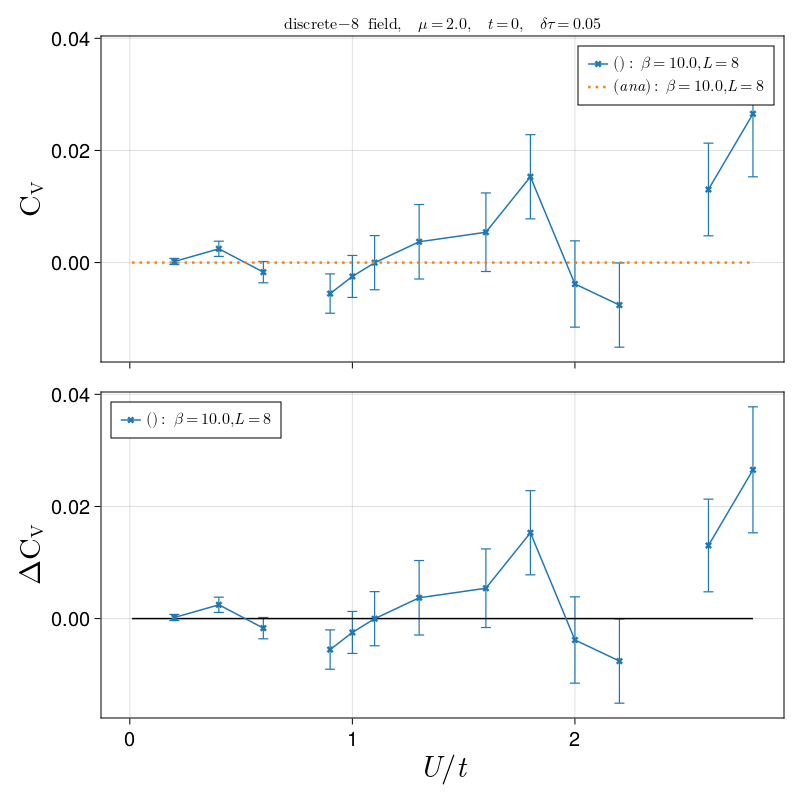 discrete−8 field, μ = 2.0, t = 0, δτ = 0.05
0.04
0.02
0.00
C_V
() : β = 10.0, L = 8
(ana) : β = 10.0, L = 8
0.04
0.02
0.00
ΔC_V
() : β = 10.0, L = 8
0 1 2
U/t